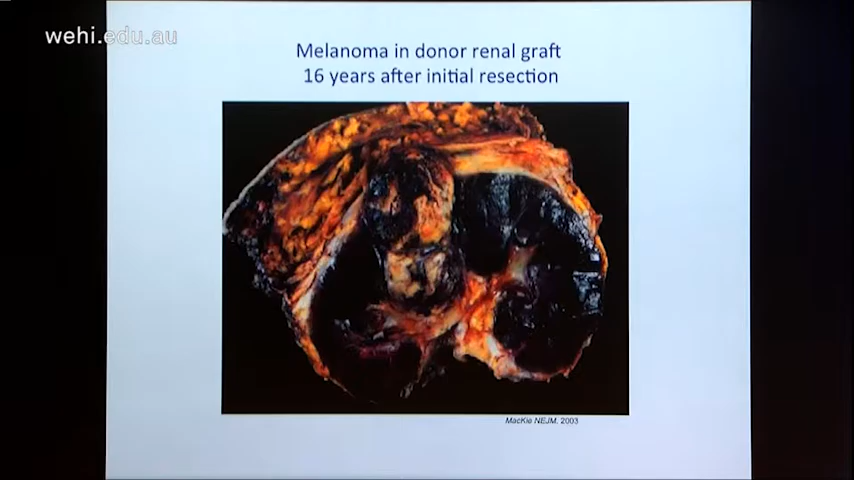 wehi.edu.au
Melanoma in donor renal graft
16 years after initial resection
MacKie NEJM. 2003